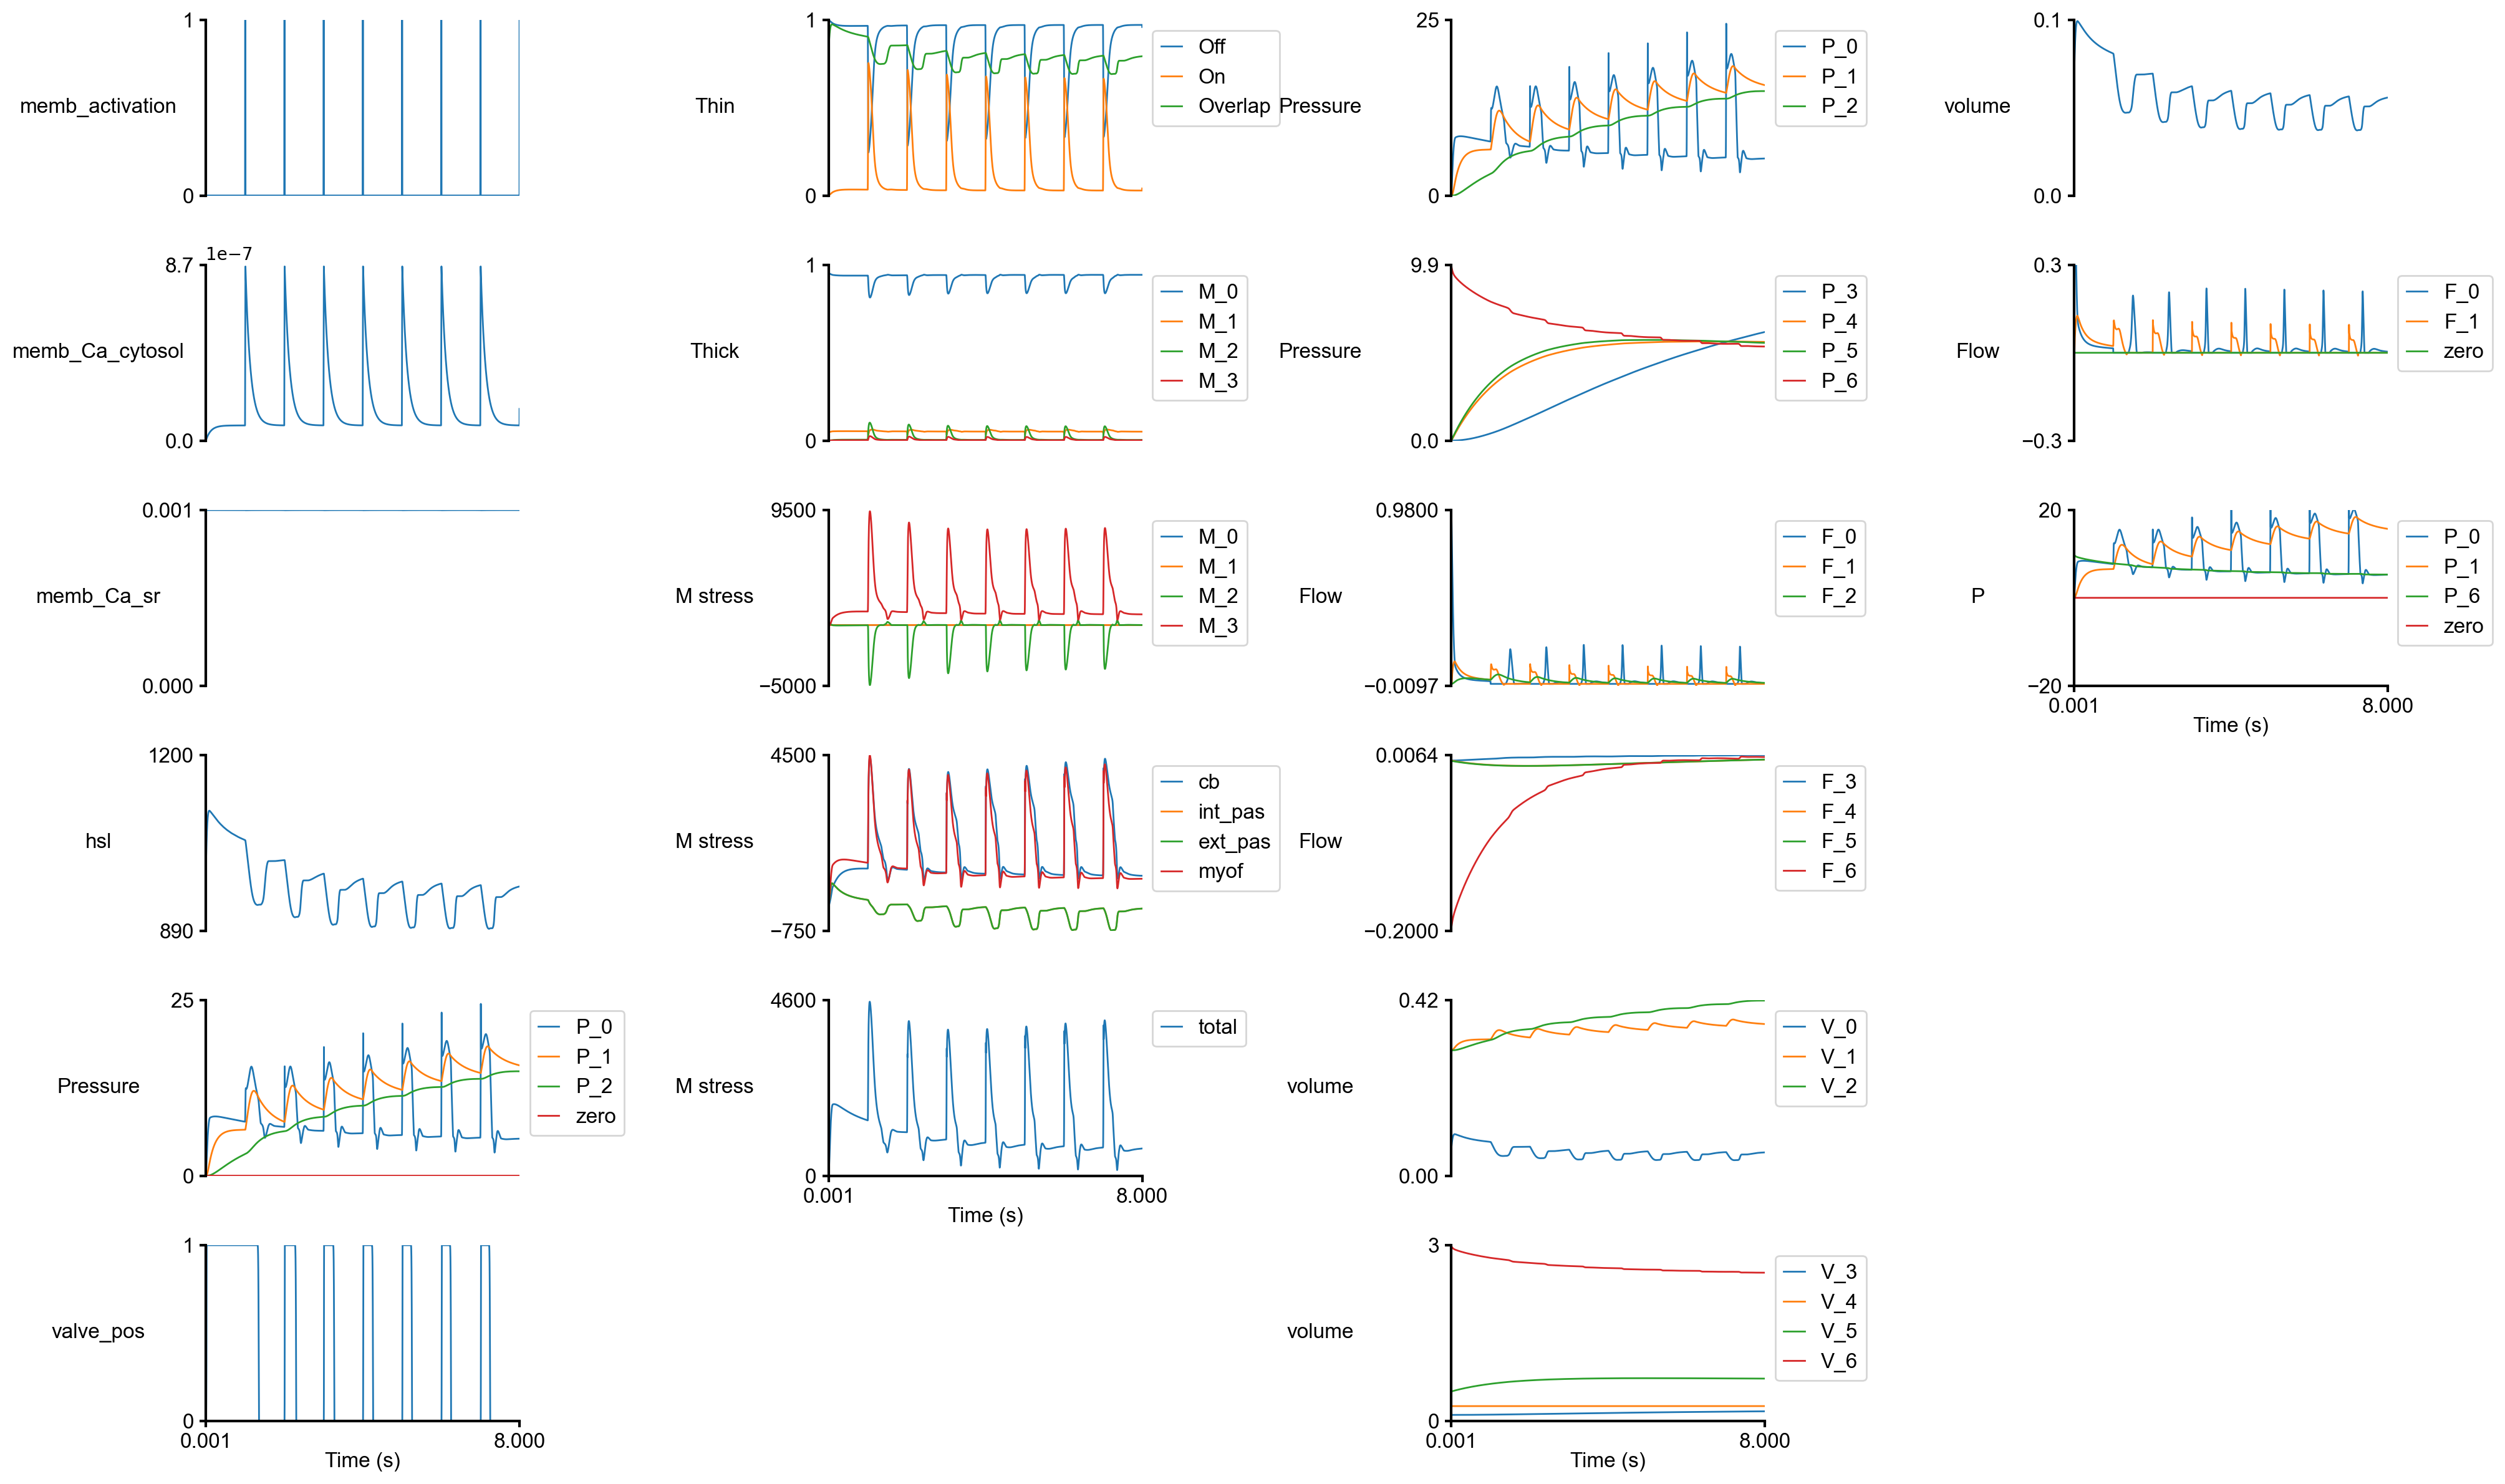 1
memb_activation
0
1e−7
8.7
memb_Ca_cytosol
0.0
0.001
memb_Ca_sr
0.000
1200
hsl
890
25
Pressure
0
P_0
P_1
P_2
zero
1
valve_pos
0
0.001
8.000
Time (s)
1
Thin
0
Off
On
Overlap
1
Thick
0
M_0
M_1
M_2
M_3
9500
M stress
−5000
M_0
M_1
M_2
M_3
4500
M stress
−750
cb
int_pas
ext_pas
myof
4600
M stress
0
total
0.001
8.000
Time (s)
25
Pressure
0
P_0
P_1
P_2
9.9
Pressure
0.0
P_3
P_4
P_5
P_6
0.9800
Flow
−0.0097
F_0
F_1
F_2
0.0064
Flow
−0.2000
F_3
F_4
F_5
F_6
0.42
volume
0.00
V_0
V_1
V_2
3
volume
0
V_3
V_4
V_5
V_6
0.001
8.000
Time (s)
0.1
volume
0.0
0.3
Flow
−0.3
F_0
F_1
zero
20
P
−20
P_0
P_1
P_6
zero
0.001
8.000
Time (s)